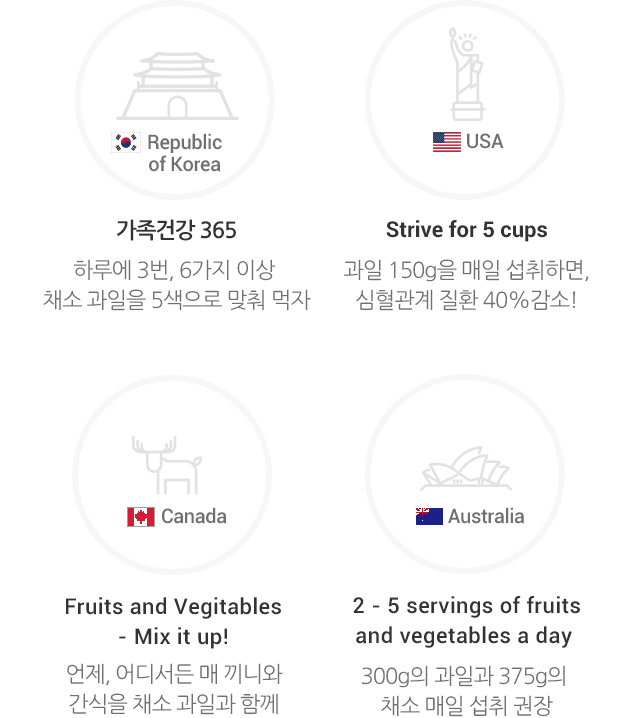 Republic
of Korea
가족건강 365
하루에 3번, 6가지 이상
채소 과일을 5색으로 맞춰 먹자
USA
Strive for 5 cups
과일 150g을 매일 섭취하면,
심혈관계 질환 40%감소!
Canada
Fruits and Vegitables
- Mix it up!
언제, 어디서든 매 끼니와
간식을 채소 과일과 함께
Australia
2 - 5 servings of fruits
and vegetables a day
300g의 과일과 375g의
채소 매일 섭취 권장